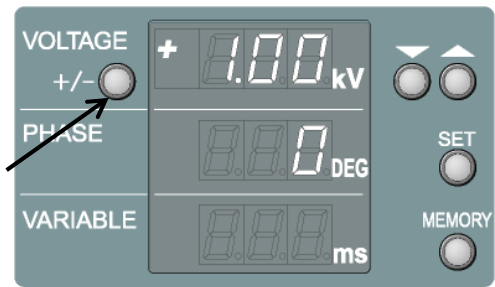 VOLTAGE
+/-
+ 1.00 kV
PHASE
0 DEG
SET
VARIABLE
ms
MEMORY